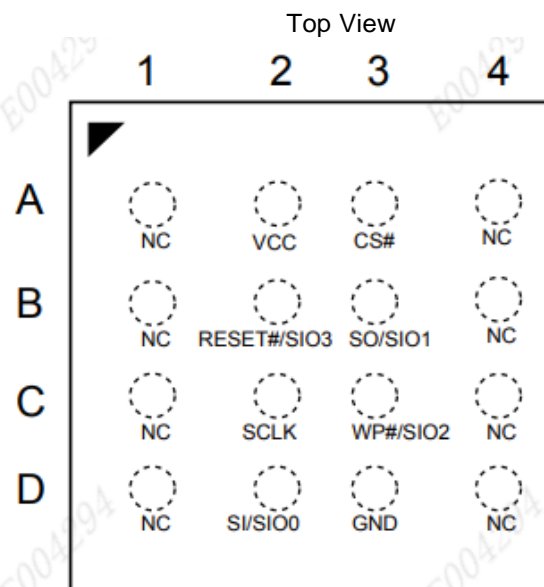 Top View
1 2 3 4
A
NC VCC CS# NC
B
NC RESET#/SIO3 SO/SIO1 NC
C
NC SCLK WP#/SIO2 NC
D
NC SI/SIO0 GND NC
E004294